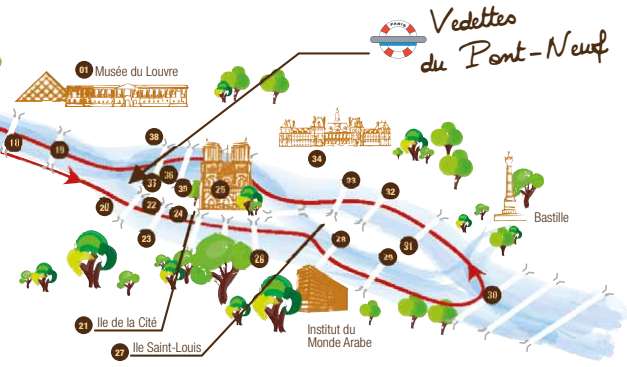 PARIS
Vedettes
du Pont-Neuf
01 Musée du Louvre
38
18
19
34
37
36
35
25
33
32
20
22
24
Bastille
23
28
31
26
29
30
21 Ile de la Cité
Institut du
Monde Arabe
27 Ile Saint-Louis